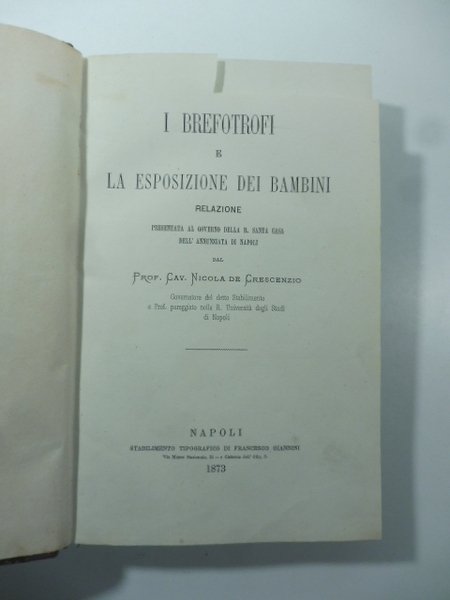 I BREFOTROFI
E
LA ESPOSIZIONE DEI BAMBINI
RELAZIONE
PRESENTATA AL GOVERNO DELLA R. SANTA CASA
DELL' ANNUNZIATA DI NAPOLI
DAL
PROF. CAV. NICOLA DE CRESCENZIO
Governatore del detto Stabilimento
e Prof. pareggiato nella R. Università degli Studi
di Napoli
NAPOLI
STABILIMENTO TIPOGRAFICO DI FRANCESCO GIANNINI
1873